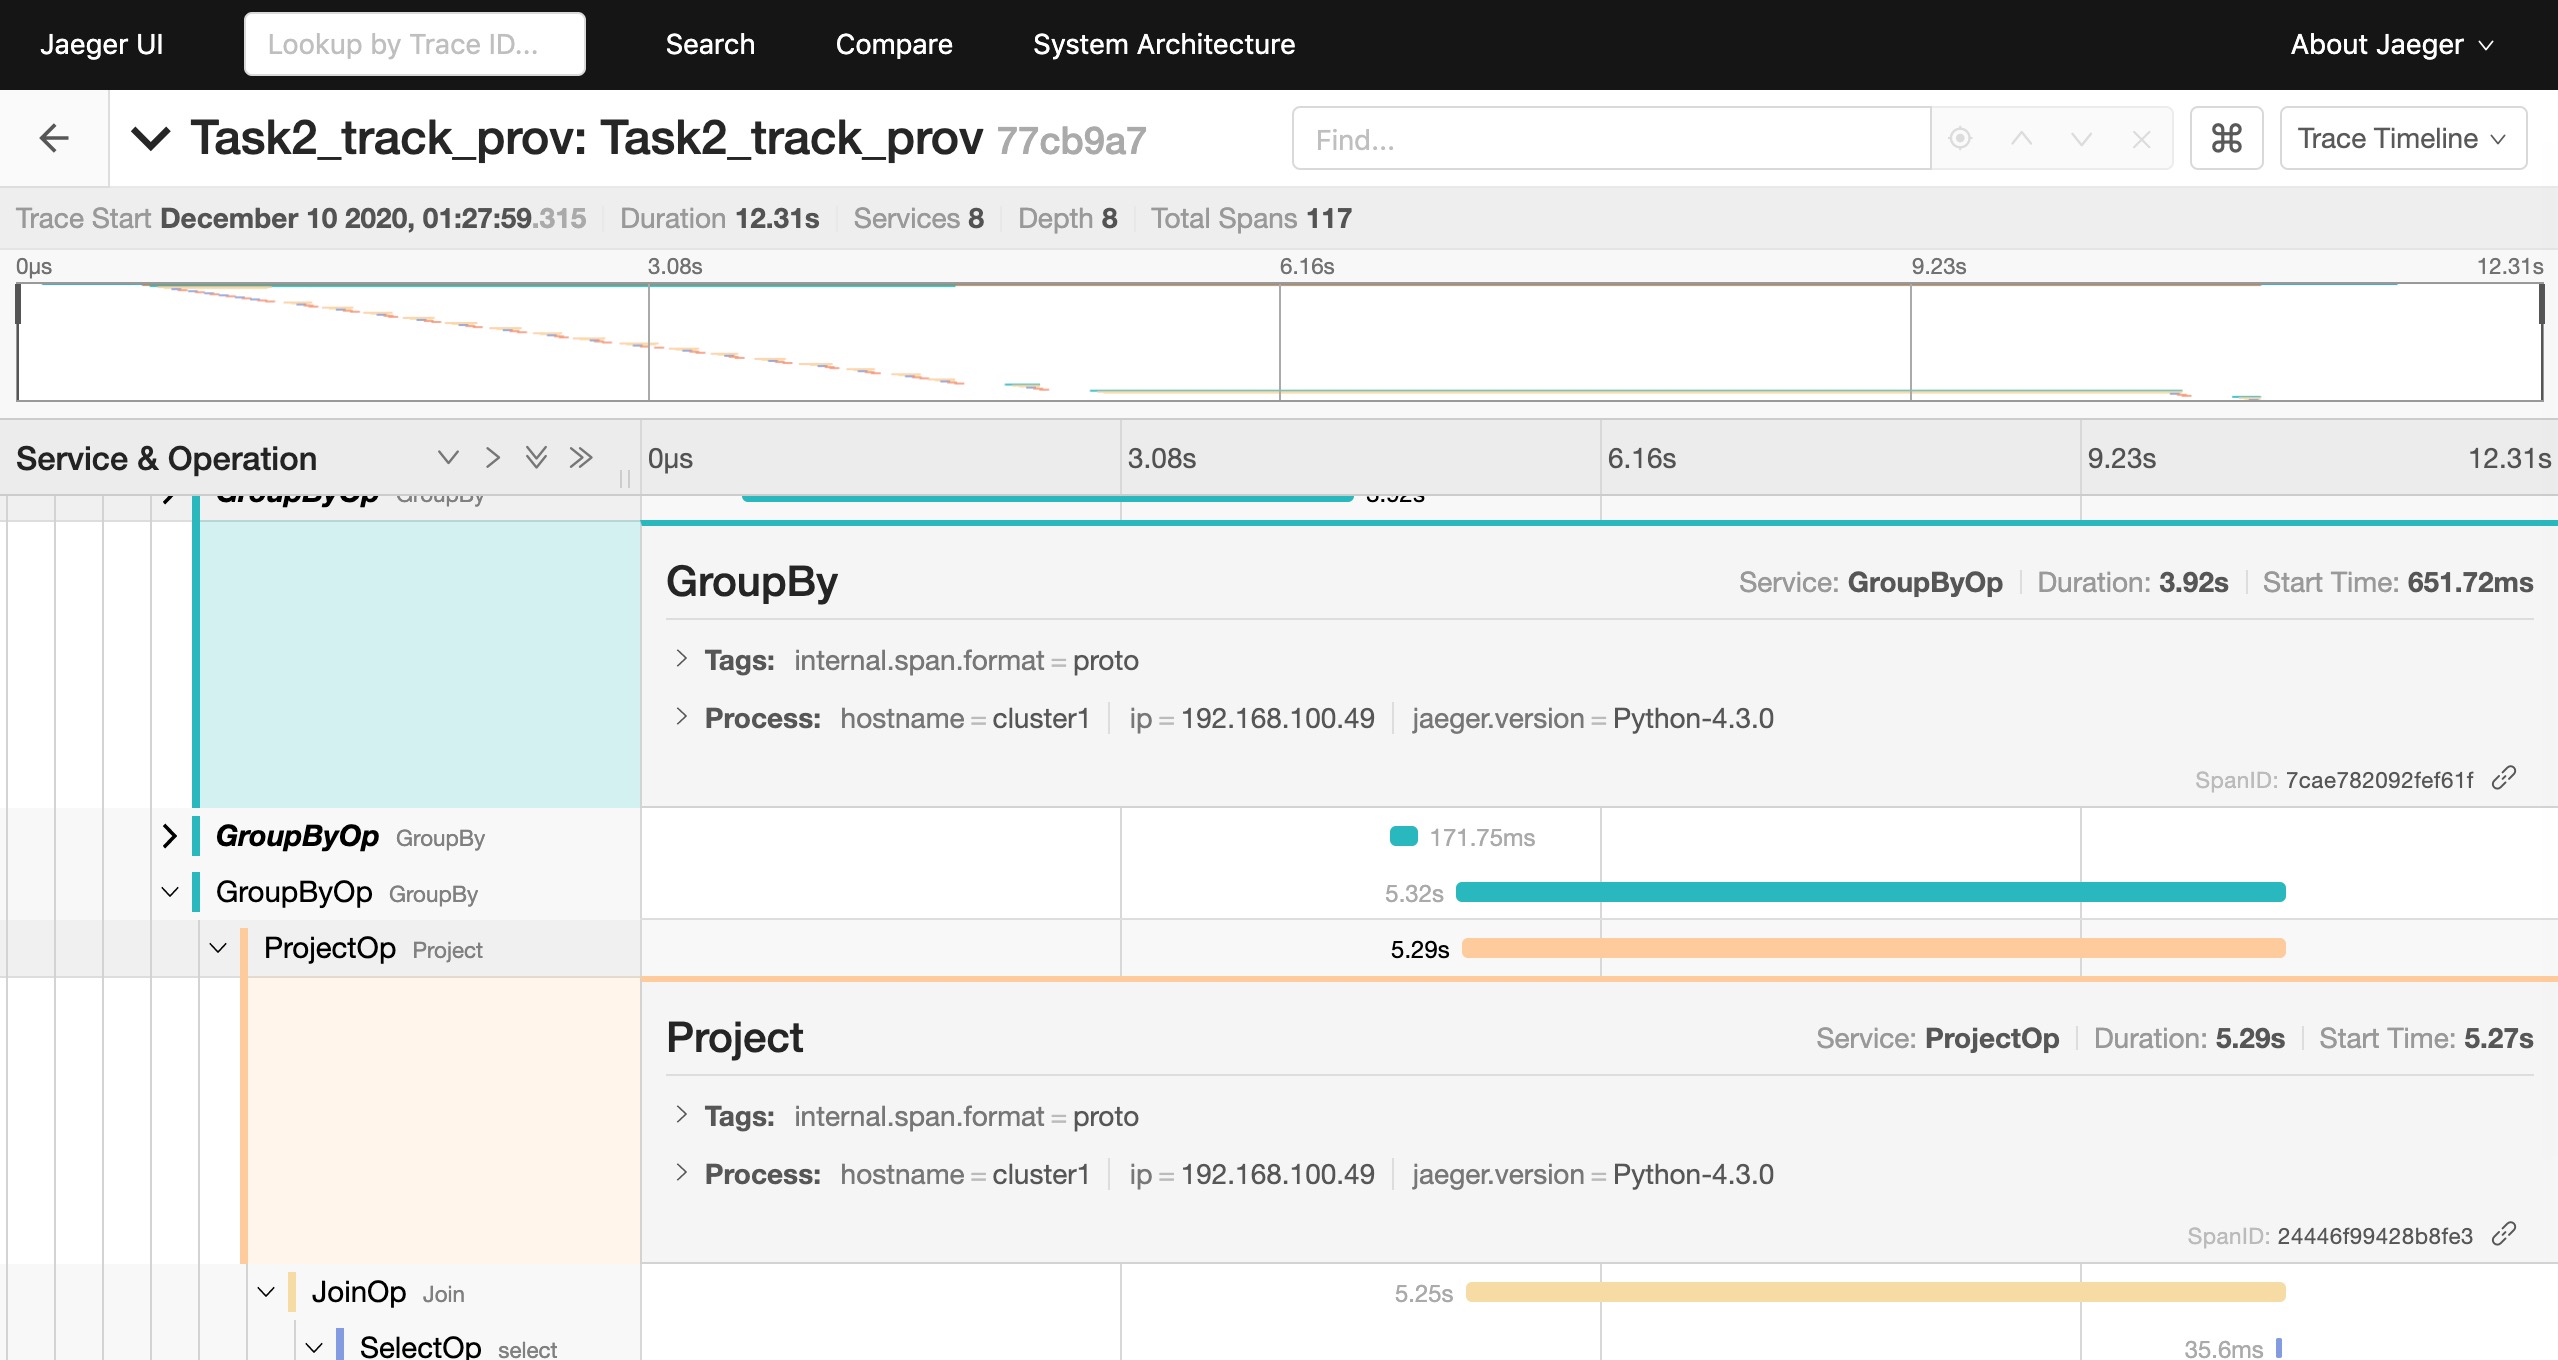 Jaeger UI Lookup by Trace ID... Search Compare System Architecture About Jaeger
Task2_track_prov: Task2_track_prov 77cb9a7 Find... ⌘ Trace Timeline
Trace Start December 10 2020, 01:27:59.315 Duration 12.31s Services 8 Depth 8 Total Spans 117
0μs 3.08s 6.16s 9.23s 12.31s
Service & Operation 0μs 3.08s 6.16s 9.23s 12.31s
GroupByOp GroupBy 3.92s
GroupBy Service: GroupByOp Duration: 3.92s Start Time: 651.72ms
Tags: internal.span.format = proto
Process: hostname = cluster1 ip = 192.168.100.49 jaeger.version = Python-4.3.0
SpanID: 7cae782092fef61f
GroupByOp GroupBy 171.75ms
GroupByOp GroupBy 5.32s
ProjectOp Project 5.29s
Project Service: ProjectOp Duration: 5.29s Start Time: 5.27s
Tags: internal.span.format = proto
Process: hostname = cluster1 ip = 192.168.100.49 jaeger.version = Python-4.3.0
SpanID: 24446f99428b8fe3
JoinOp Join 5.25s
SelectOp select 35.6ms